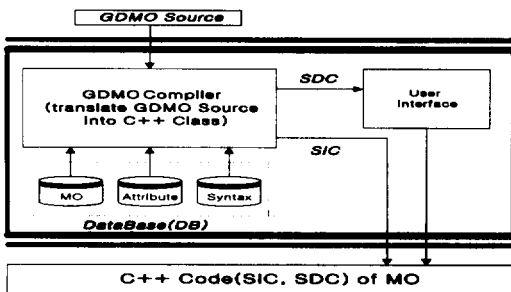 GDMO Source
GDMO Compiler
(translate GDMO Source
into C++ Class)
SDC
User
Interface
SIC
MO
Attribute
Syntax
DataBase(DB)
C++ Code(SIC, SDC) of MO